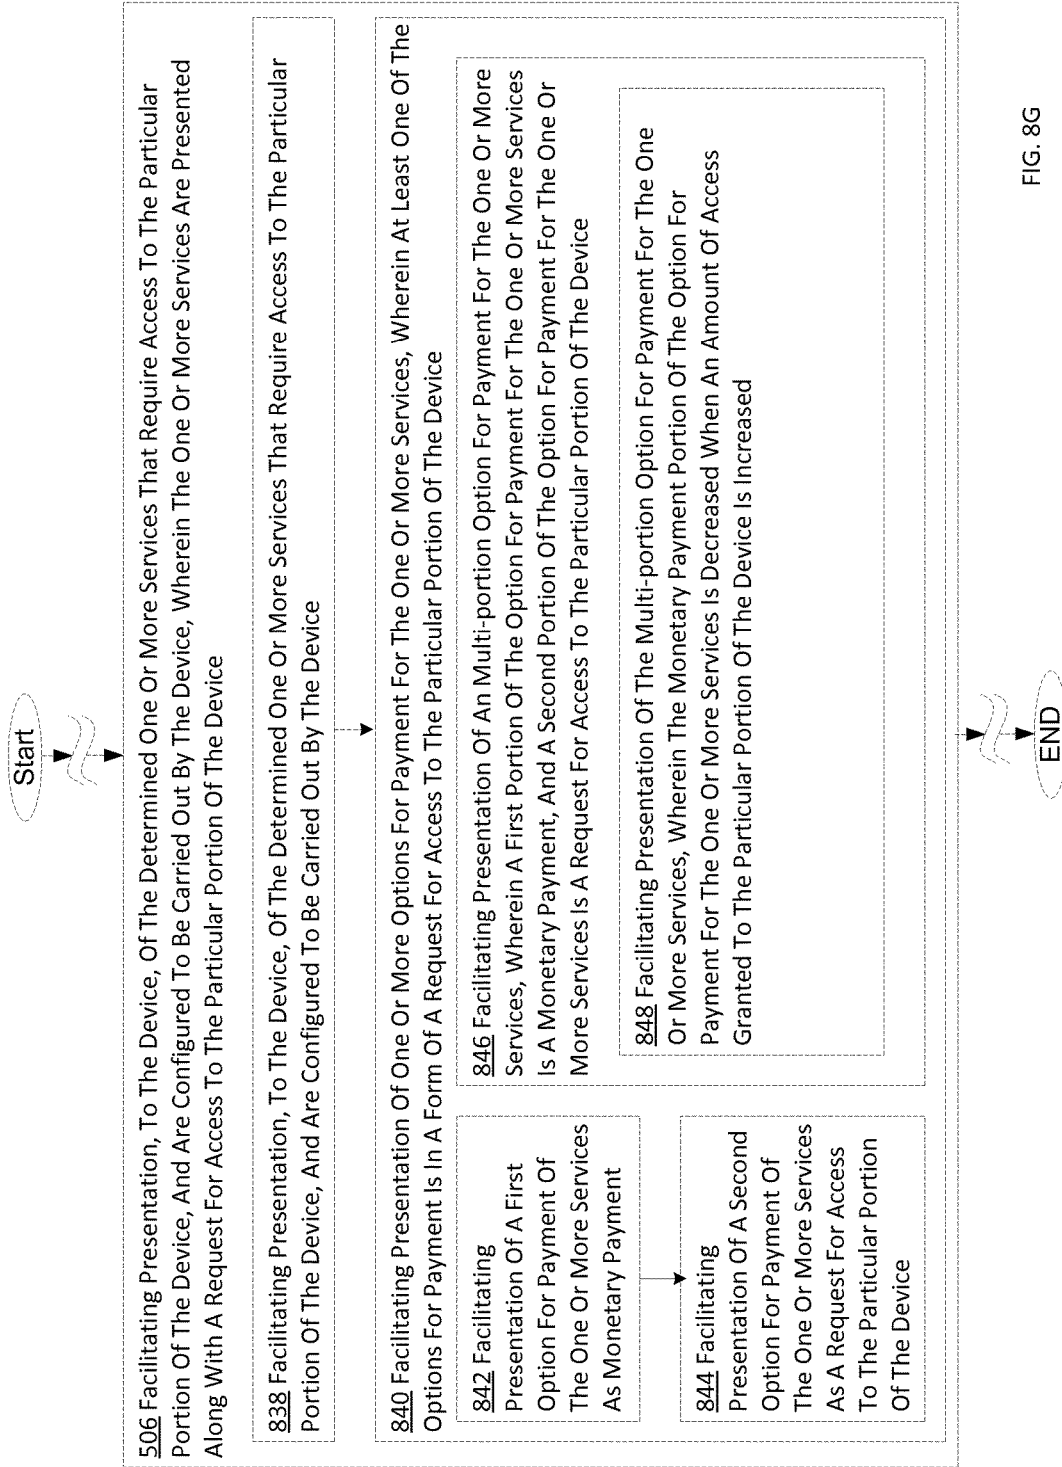 Start
506 Facilitating Presentation, To The Device, Of The Determined One Or More Services That Require Access To The Particular
Portion Of The Device, And Are Configured To Be Carried Out By The Device, Wherein The One Or More Services Are Presented
Along With A Request For Access To The Particular Portion Of The Device
838 Facilitating Presentation, To The Device, Of The Determined One Or More Services That Require Access To The Particular
Portion Of The Device, And Are Configured To Be Carried Out By The Device
840 Facilitating Presentation Of One Or More Options For Payment For The One Or More Services, Wherein At Least One Of The
Options For Payment Is In A Form Of A Request For Access To The Particular Portion Of The Device
842 Facilitating
Presentation Of A First
Option For Payment Of
The One Or More Services
As Monetary Payment
844 Facilitating
Presentation Of A Second
Option For Payment Of
The One Or More Services
As A Request For Access
To The Particular Portion
Of The Device
846 Facilitating Presentation Of An Multi-portion Option For Payment For The One Or More
Services, Wherein A First Portion Of The Option For Payment For The One Or More Services
Is A Monetary Payment, And A Second Portion Of The Option For Payment For The One Or
More Services Is A Request For Access To The Particular Portion Of The Device
848 Facilitating Presentation Of The Multi-portion Option For Payment For The One
Or More Services, Wherein The Monetary Payment Portion Of The Option For
Payment For The One Or More Services Is Decreased When An Amount Of Access
Granted To The Particular Portion Of The Device Is Increased
END
FIG. 8G